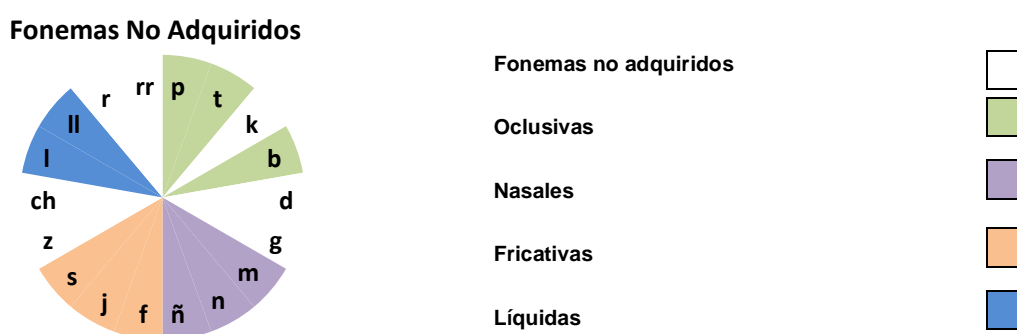 Fonemas No Adquiridos
p
t
k
b
d
g
m
n
ñ
f
j
s
z
ch
l
ll
r
rr
Fonemas no adquiridos
Oclusivas
Nasales
Fricativas
Líquidas